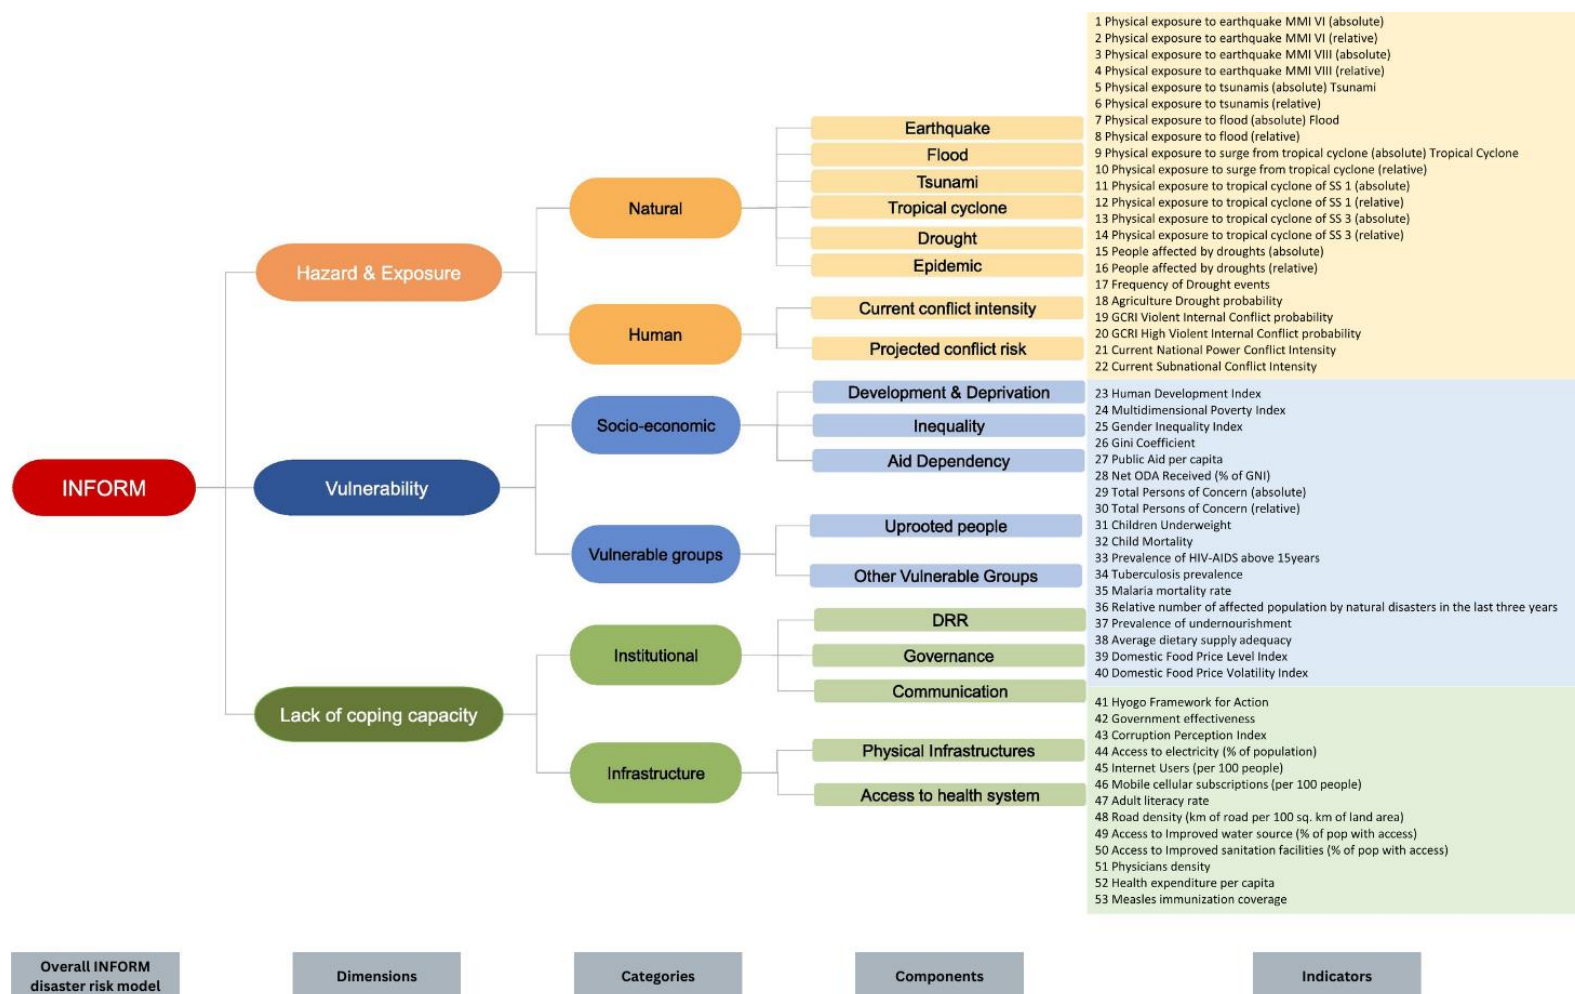 INFORM
Hazard & Exposure
Vulnerability
Lack of coping capacity
Natural
Human
Socio-economic
Vulnerable groups
Institutional
Infrastructure
Earthquake
Flood
Tsunami
Tropical cyclone
Drought
Epidemic
Current conflict intensity
Projected conflict risk
Development & Deprivation
Inequality
Aid Dependency
Uprooted people
Other Vulnerable Groups
DRR
Governance
Communication
Physical Infrastructures
Access to health system
1 Physical exposure to earthquake MMI VI (absolute)
2 Physical exposure to earthquake MMI VI (relative)
3 Physical exposure to earthquake MMI VIII (absolute)
4 Physical exposure to earthquake MMI VIII (relative)
5 Physical exposure to tsunamis (absolute) Tsunami
6 Physical exposure to tsunamis (relative)
7 Physical exposure to flood (absolute) Flood
8 Physical exposure to flood (relative)
9 Physical exposure to surge from tropical cyclone (absolute) Tropical Cyclone
10 Physical exposure to surge from tropical cyclone (relative)
11 Physical exposure to tropical cyclone of SS 1 (absolute)
12 Physical exposure to tropical cyclone of SS 1 (relative)
13 Physical exposure to tropical cyclone of SS 3 (absolute)
14 Physical exposure to tropical cyclone of SS 3 (relative)
15 People affected by droughts (absolute)
16 People affected by droughts (relative)
17 Frequency of Drought events
18 Agriculture Drought probability
19 GCRI Violent Internal Conflict probability
20 GCRI High Violent Internal Conflict probability
21 Current National Power Conflict Intensity
22 Current Subnational Conflict Intensity
23 Human Development Index
24 Multidimensional Poverty Index
25 Gender Inequality Index
26 Gini Coefficient
27 Public Aid per capita
28 Net ODA Received (% of GNI)
29 Total Persons of Concern (absolute)
30 Total Persons of Concern (relative)
31 Children Underweight
32 Child Mortality
33 Prevalence of HIV-AIDS above 15years
34 Tuberculosis prevalence
35 Malaria mortality rate
36 Relative number of affected population by natural disasters in the last three years
37 Prevalence of undernourishment
38 Average dietary supply adequacy
39 Domestic Food Price Level Index
40 Domestic Food Price Volatility Index
41 Hyogo Framework for Action
42 Government effectiveness
43 Corruption Perception Index
44 Access to electricity (% of population)
45 Internet Users (per 100 people)
46 Mobile cellular subscriptions (per 100 people)
47 Adult literacy rate
48 Road density (km of road per 100 sq. km of land area)
49 Access to Improved water source (% of pop with access)
50 Access to Improved sanitation facilities (% of pop with access)
51 Physicians density
52 Health expenditure per capita
53 Measles immunization coverage
Overall INFORM
disaster risk model
Dimensions
Categories
Components
Indicators